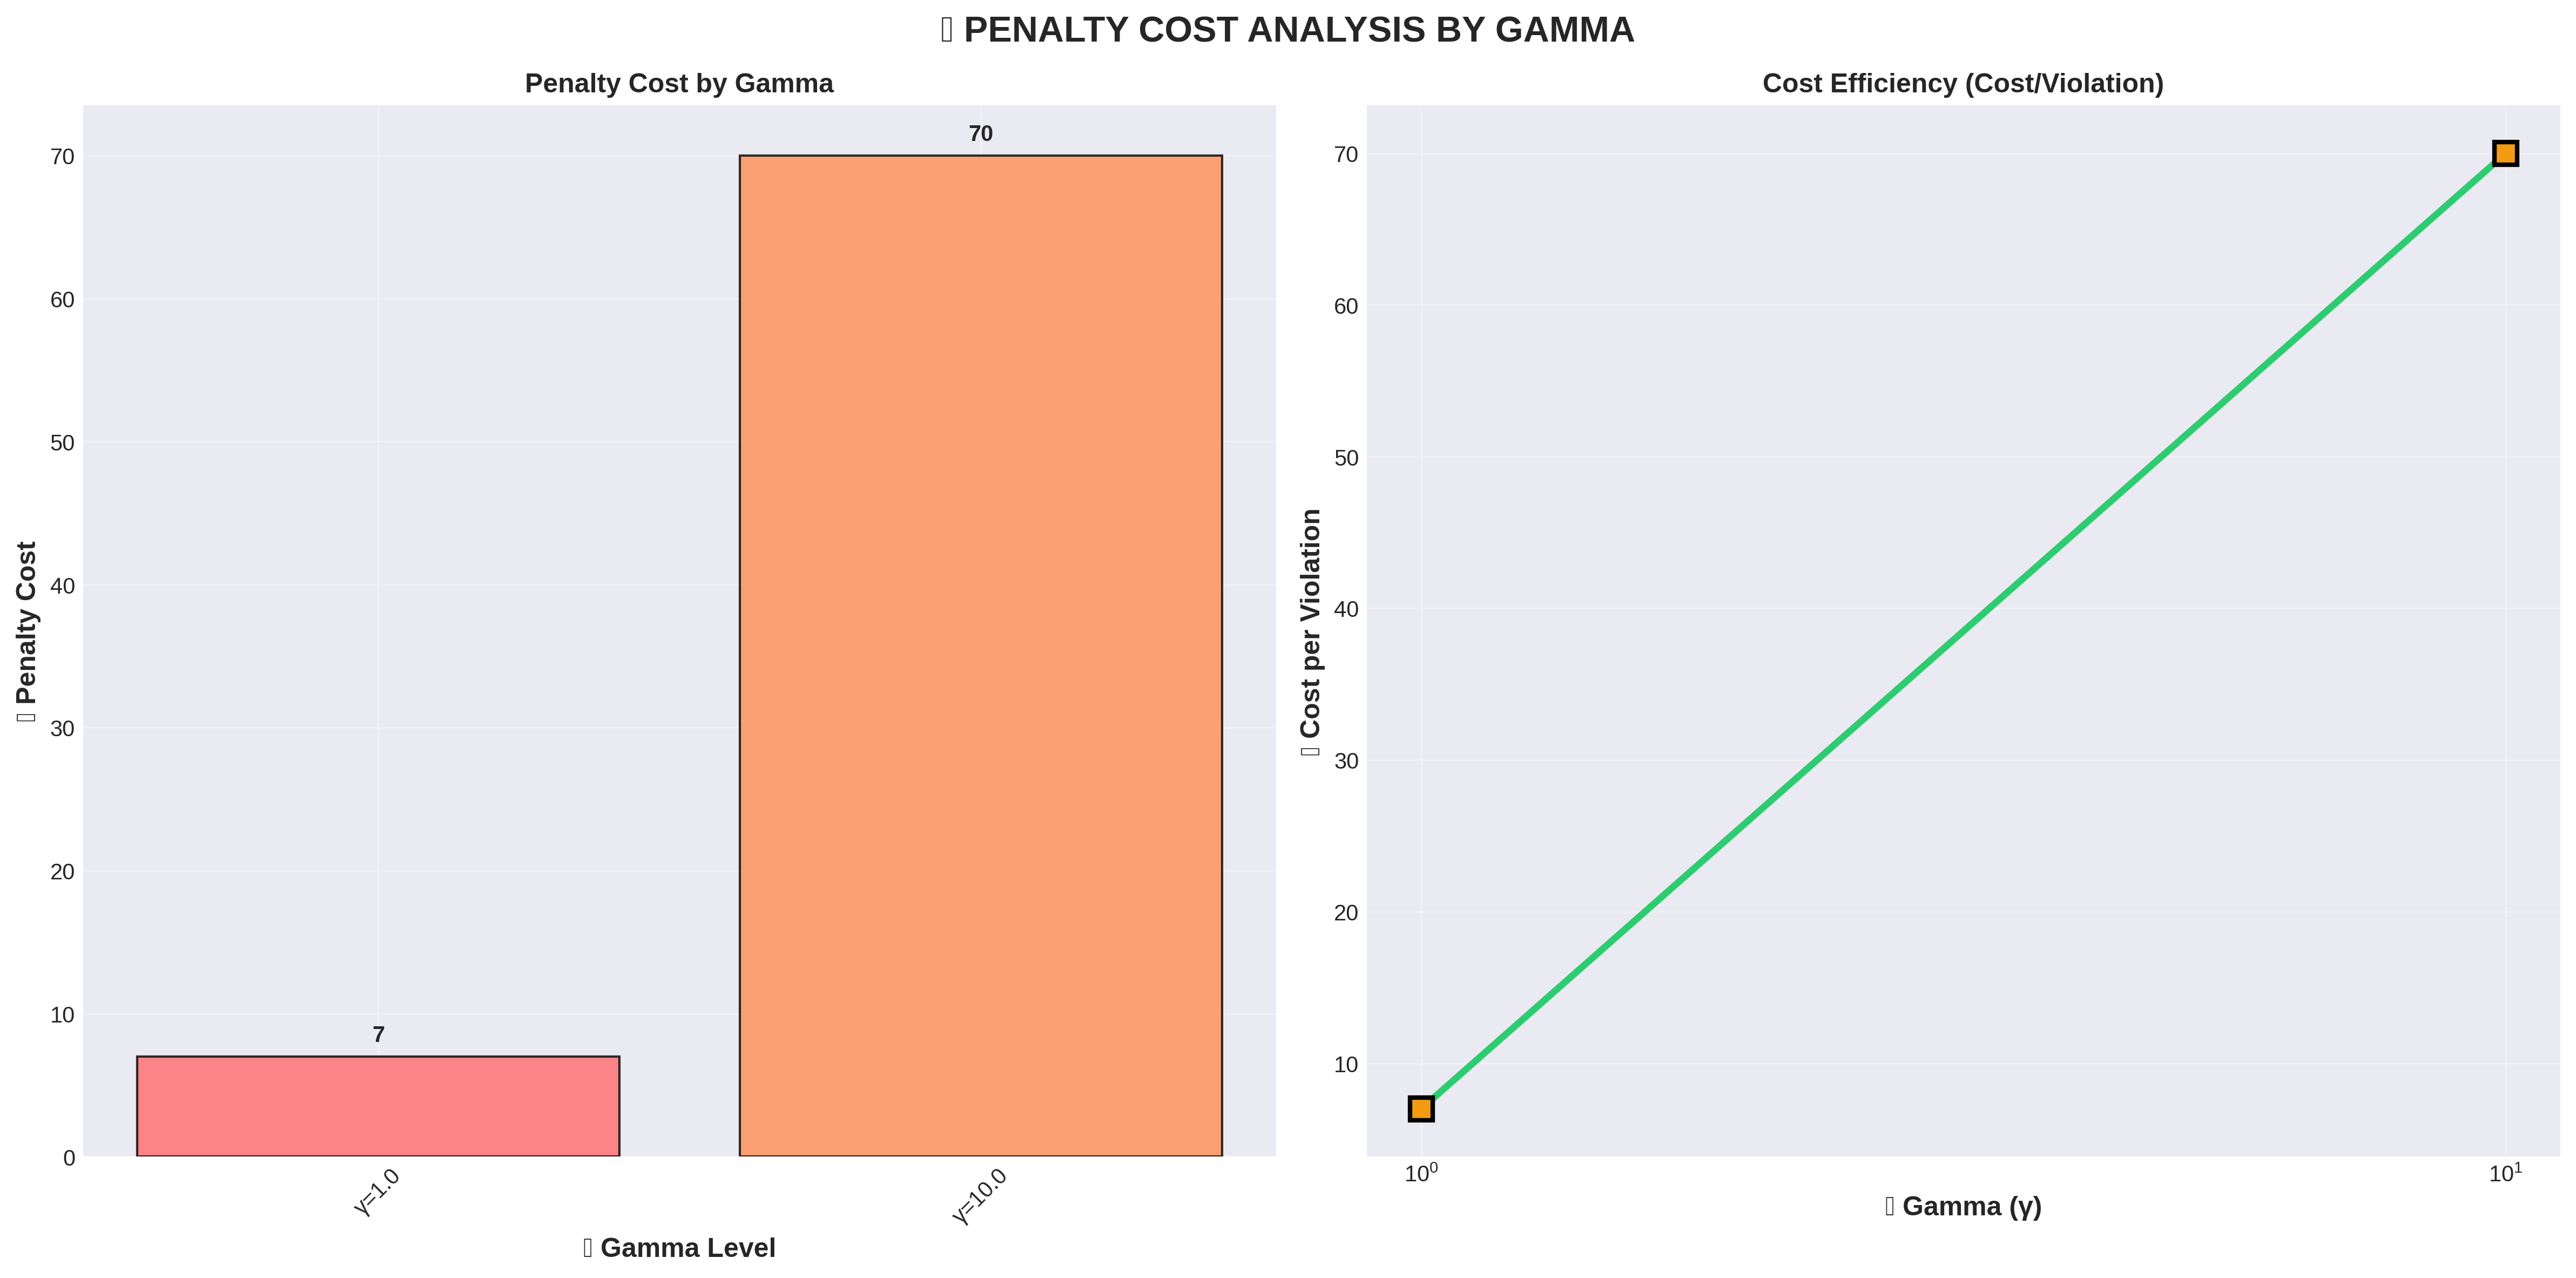 ▯ PENALTY COST ANALYSIS BY GAMMA
Penalty Cost by Gamma
▯ Penalty Cost
70
60
50
40
30
20
10
0
7
70
γ=1.0
γ=10.0
▯ Gamma Level
Cost Efficiency (Cost/Violation)
▯ Cost per Violation
70
60
50
40
30
20
10
10⁰
10¹
▯ Gamma (γ)